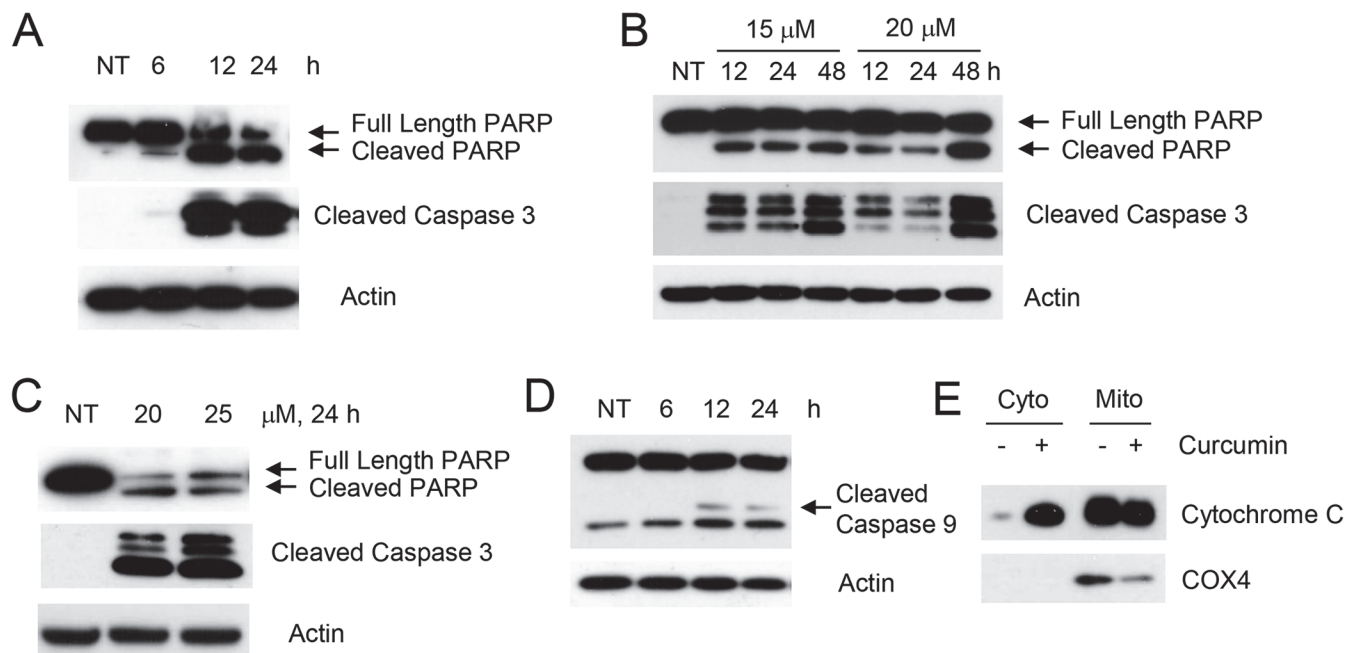 A
NT 6 12 24 h
Full Length PARP
Cleaved PARP
Cleaved Caspase 3
Actin
B
15 μM 20 μM
NT 12 24 48 12 24 48 h
Full Length PARP
Cleaved PARP
Cleaved Caspase 3
Actin
C
NT 20 25 μM, 24 h
Full Length PARP
Cleaved PARP
Cleaved Caspase 3
Actin
D
NT 6 12 24 h
Cleaved
Caspase 9
Actin
E
Cyto Mito
- + - + Curcumin
Cytochrome C
COX4